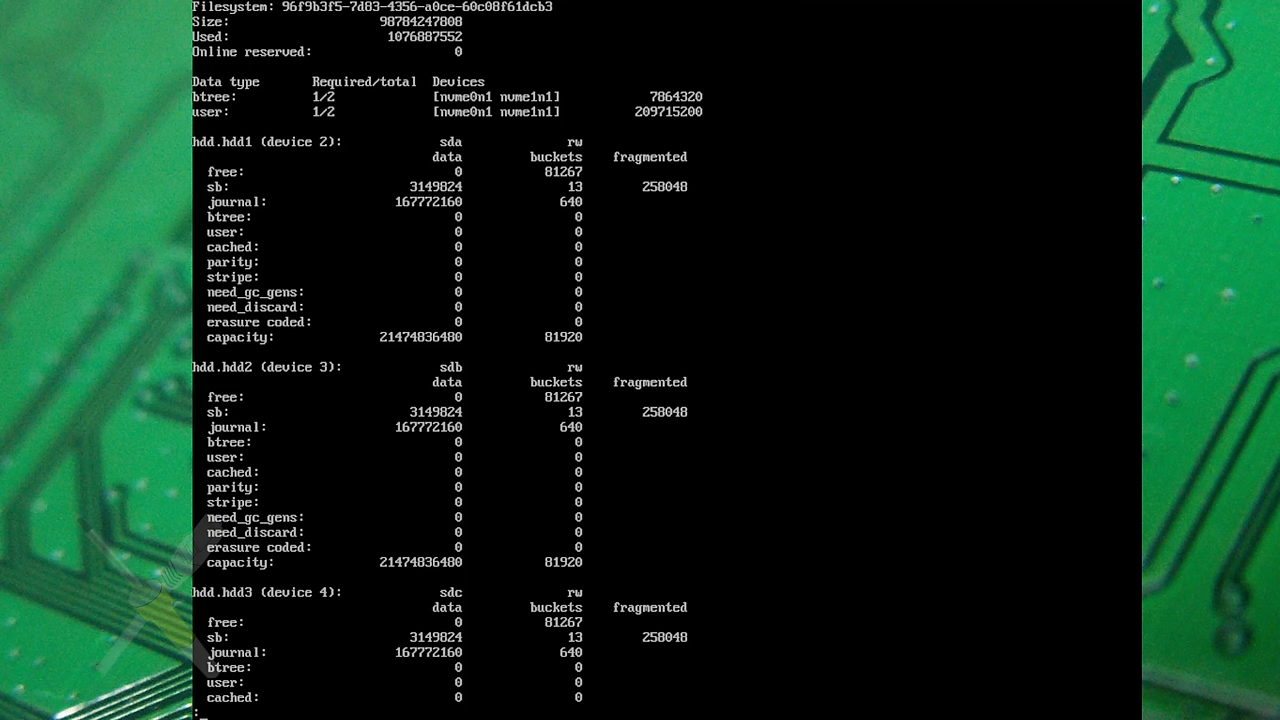 Filesystem: 96f9b3f5-7d83-4356-a0ce-60c08f61dcb3
Size: 98784247808
Used: 1076887552
Online reserved: 0
Data type Required/total Devices
btree: 1/2 [nvme0n1 nvme1n1] 7864320
user: 1/2 [nvme0n1 nvme1n1] 209715200
hdd.hdd1 (device 2): sda rw
data buckets fragmented
free: 0 81267
sb: 3149824 13 258048
journal: 167772160 640
btree: 0 0
user: 0 0
cached: 0 0
parity: 0 0
stripe: 0 0
need_gc_gens: 0 0
need_discard: 0 0
erasure coded: 0 0
capacity: 21474836480 81920
hdd.hdd2 (device 3): sdb rw
data buckets fragmented
free: 0 81267
sb: 3149824 13 258048
journal: 167772160 640
btree: 0 0
user: 0 0
cached: 0 0
parity: 0 0
stripe: 0 0
need_gc_gens: 0 0
need_discard: 0 0
erasure coded: 0 0
capacity: 21474836480 81920
hdd.hdd3 (device 4): sdc rw
data buckets fragmented
free: 0 81267
sb: 3149824 13 258048
journal: 167772160 640
btree: 0 0
user: 0 0
cached: 0 0
:_